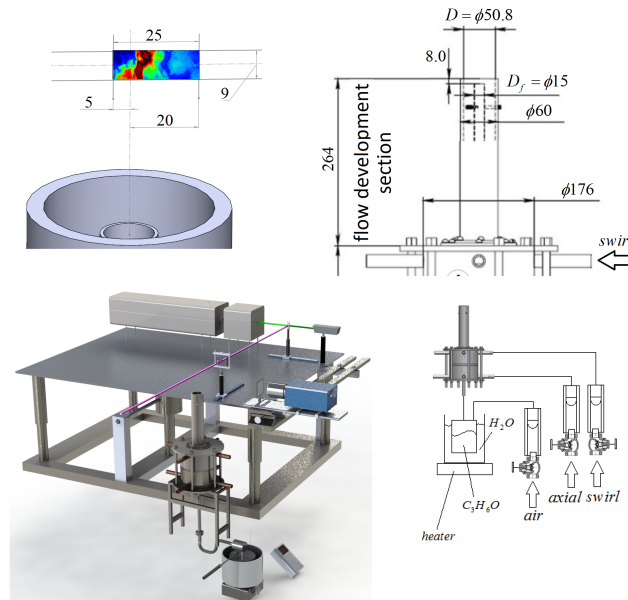 25
5
20
9
D = ϕ50.8
8.0
D_f = ϕ15
ϕ60
264
flow development
section
ϕ176
swirl
H₂O
C₃H₆O
heater
air
axial swirl